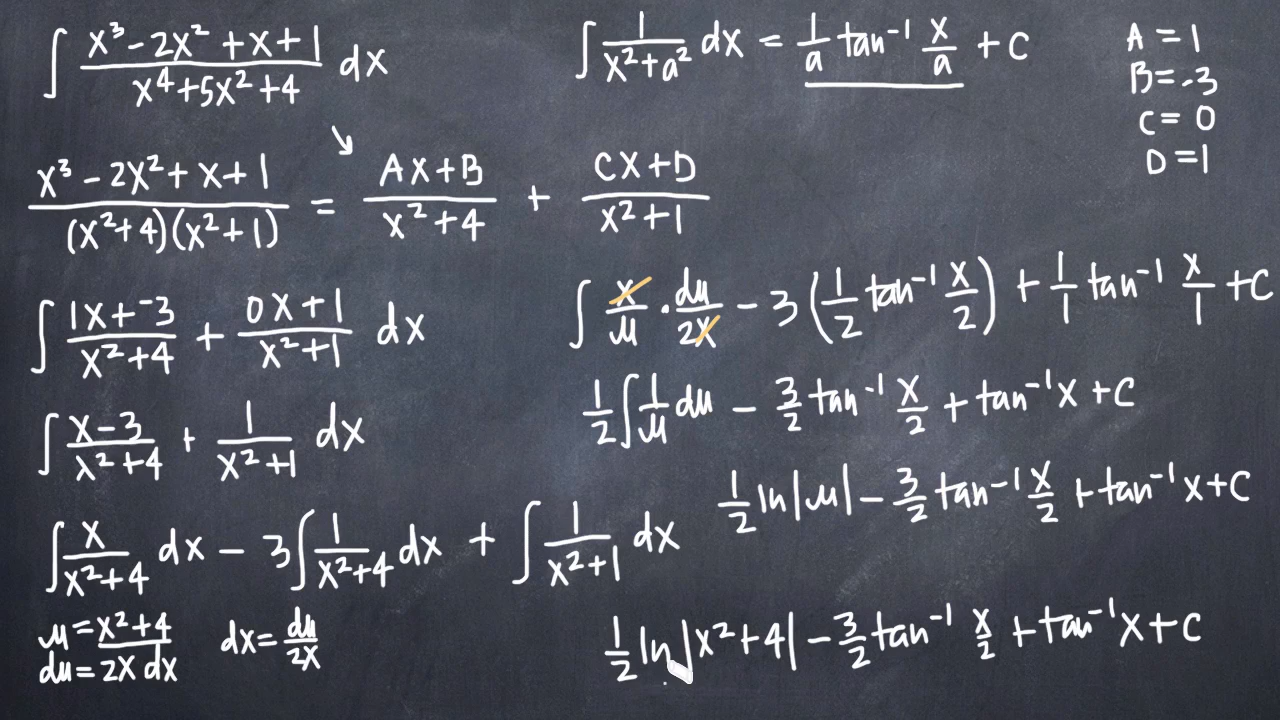 ∫ (x³ - 2x² + x + 1)/(x⁴ + 5x² + 4) dx
(x³ - 2x² + x + 1)/((x² + 4)(x² + 1)) = (Ax + B)/(x² + 4) + (Cx + D)/(x² + 1)
∫ (1x + -3)/(x² + 4) + (0x + 1)/(x² + 1) dx
∫ (x - 3)/(x² + 4) + 1/(x² + 1) dx
∫ x/(x² + 4) dx - 3 ∫ 1/(x² + 4) dx + ∫ 1/(x² + 1) dx
u = x² + 4
du = 2x dx
dx = du/2x
∫ 1/(x² + a²) dx = 1/a tan⁻¹ x/a + C
A = 1
B = -3
C = 0
D = 1
∫ x/u · du/2x - 3 (1/2 tan⁻¹ x/2) + 1/1 tan⁻¹ x/1 + C
1/2 ∫ 1/u du - 3/2 tan⁻¹ x/2 + tan⁻¹ x + C
1/2 ln|u| - 3/2 tan⁻¹ x/2 + tan⁻¹ x + C
1/2 ln|x² + 4| - 3/2 tan⁻¹ x/2 + tan⁻¹ x + C